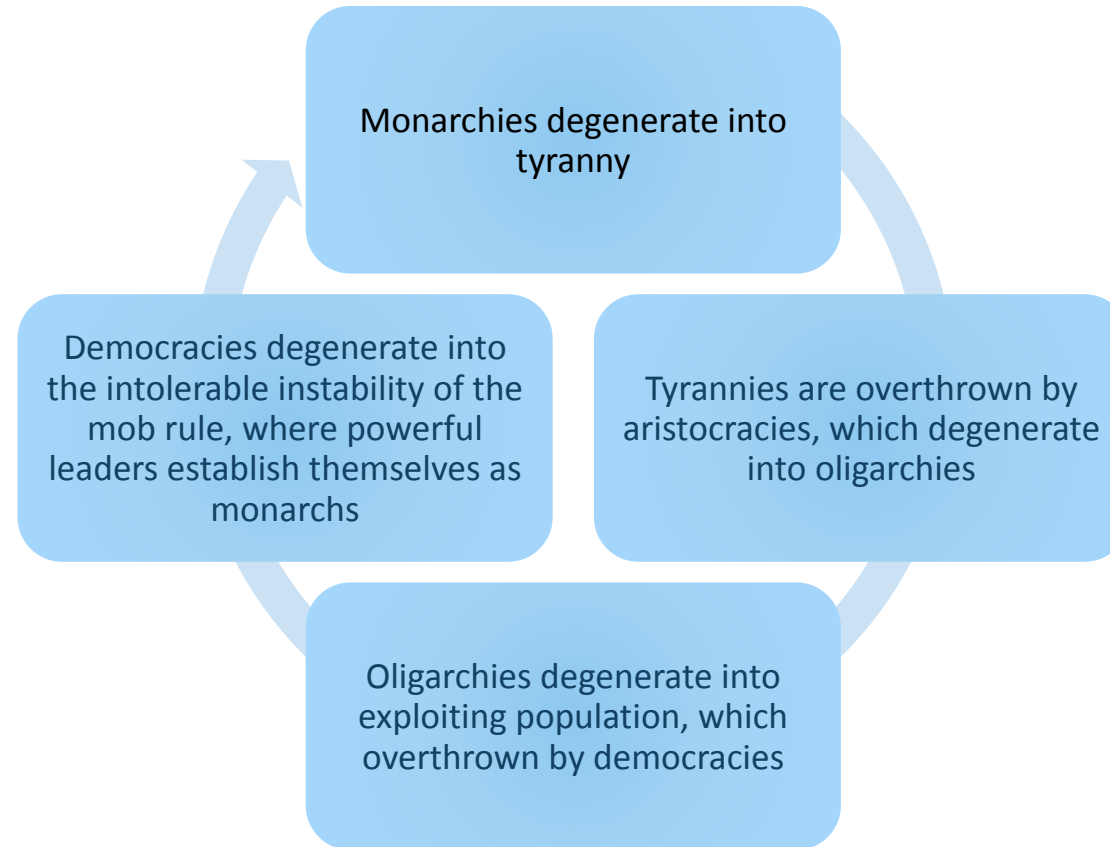 Monarchies degenerate into
tyranny
Tyrannies are overthrown by
aristocracies, which degenerate
into oligarchies
Oligarchies degenerate into
exploiting population, which
overthrown by democracies
Democracies degenerate into
the intolerable instability of the
mob rule, where powerful
leaders establish themselves as
monarchs